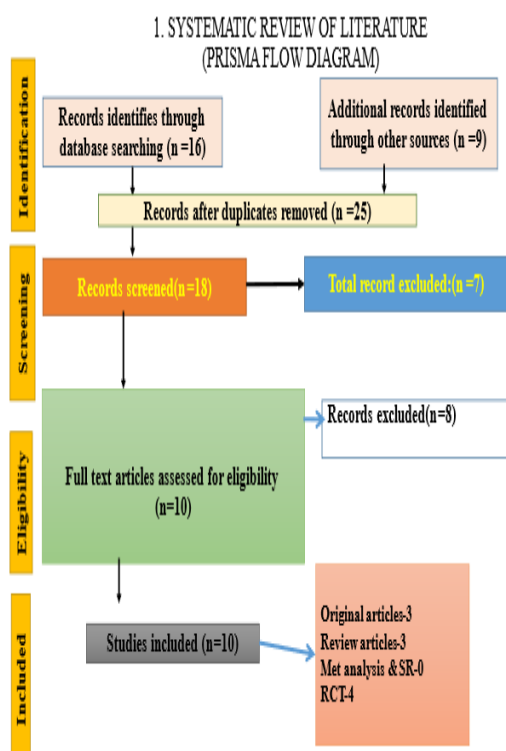 1. SYSTEMATIC REVIEW OF LITERATURE
(PRISMA FLOW DIAGRAM)
Identification
Records identifies through
database searching (n =16)
Additional records identified
through other sources (n =9)
Records after duplicates removed (n =25)
Screening
Records screened(n=18)
Total record excluded:(n =7)
Eligibility
Full text articles assessed for eligibility
(n=10)
Records excluded(n=8)
Included
Studies included (n=10)
Original articles-3
Review articles-3
Met analysis &SR-0
RCT-4